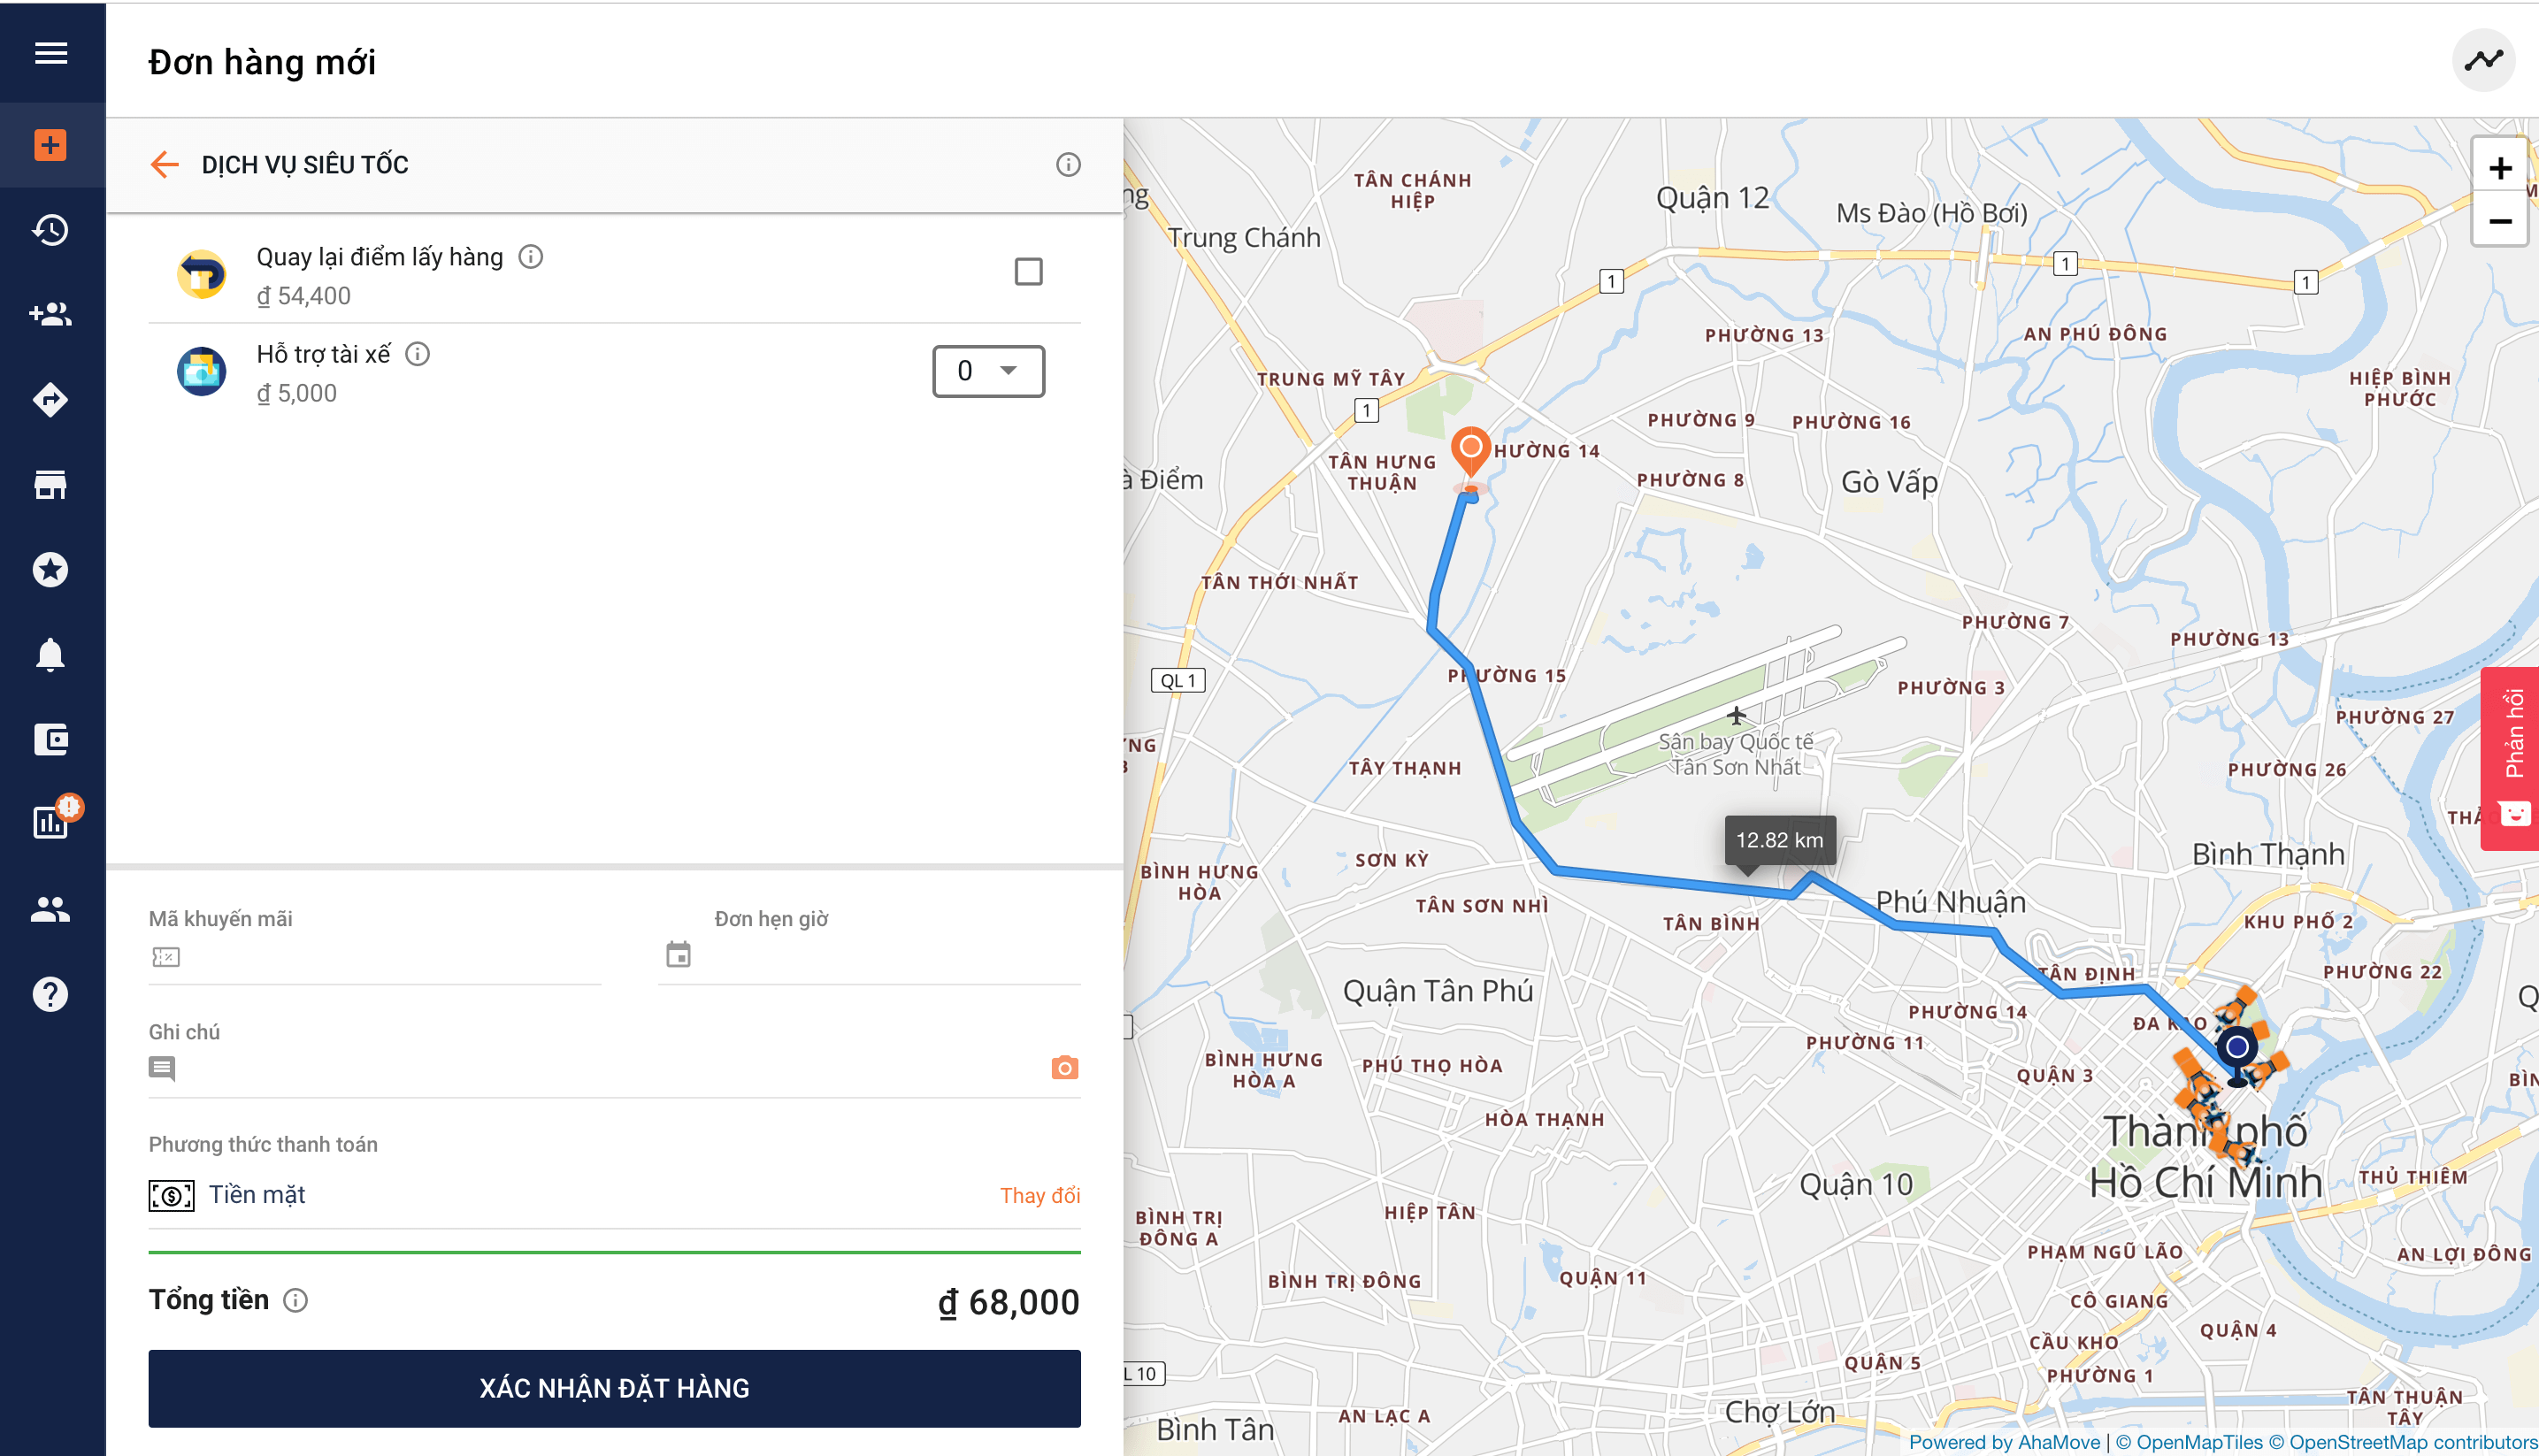 Đơn hàng mới
DỊCH VỤ SIÊU TỐC
Quay lại điểm lấy hàng
₫ 54,400
Hỗ trợ tài xế
₫ 5,000
0
Mã khuyến mãi
Đơn hẹn giờ
Ghi chú
Phương thức thanh toán
Tiền mặt
Thay đổi
Tổng tiền
₫ 68,000
XÁC NHẬN ĐẶT HÀNG
TÂN CHÁNH
HIỆP
Quận 12
Ms Đào (Hồ Bơi)
Trung Chánh
1
1
1
1
PHƯỜNG 13
AN PHÚ ĐÔNG
TRUNG MỸ TÂY
HIỆP BÌNH
PHƯỚC
PHƯỜNG 9
PHƯỜNG 16
HƯỜNG 14
TÂN HƯNG
THUẬN
à Điểm
PHƯỜNG 8
Gò Vấp
TÂN THỚI NHẤT
PHƯỜNG 7
PHƯỜNG 13
PHƯỜNG 15
QL 1
PHƯỜNG 3
PHƯỜNG 27
Phản hồi
Sân bay Quốc tế
Tân Sơn Nhất
TÂY THẠNH
PHƯỜNG 26
12.82 km
SƠN KỲ
Bình Thạnh
BÌNH HƯNG
HÒA
TÂN SƠN NHÌ
Phú Nhuận
TÂN BÌNH
KHU PHỐ 2
TÂN ĐỊNH
PHƯỜNG 22
Quận Tân Phú
PHƯỜNG 14
ĐA KAO
PHƯỜNG 11
BÌNH HƯNG
HÒA A
PHÚ THỌ HÒA
QUẬN 3
HÒA THẠNH
Thành phố
Hồ Chí Minh
THỦ THIÊM
Quận 10
HIỆP TÂN
BÌNH TRỊ
ĐÔNG A
PHẠM NGŨ LÃO
AN LỢI ĐÔNG
BÌNH TRỊ ĐÔNG
QUẬN 11
CÔ GIANG
QUẬN 4
CẦU KHO
QUẬN 5
PHƯỜNG 1
L 10
TÂN THUẬN
TÂY
AN LẠC A
Chợ Lớn
Bình Tân
Powered by AhaMove | © OpenMapTiles © OpenStreetMap contributors